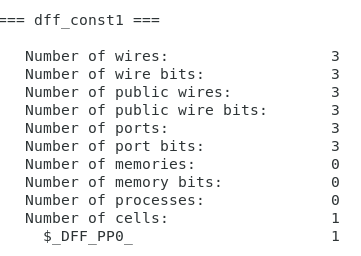 === dff_const1 ===
Number of wires: 3
Number of wire bits: 3
Number of public wires: 3
Number of public wire bits: 3
Number of ports: 3
Number of port bits: 3
Number of memories: 0
Number of memory bits: 0
Number of processes: 0
Number of cells: 1
$_DFF_PP0_ 1